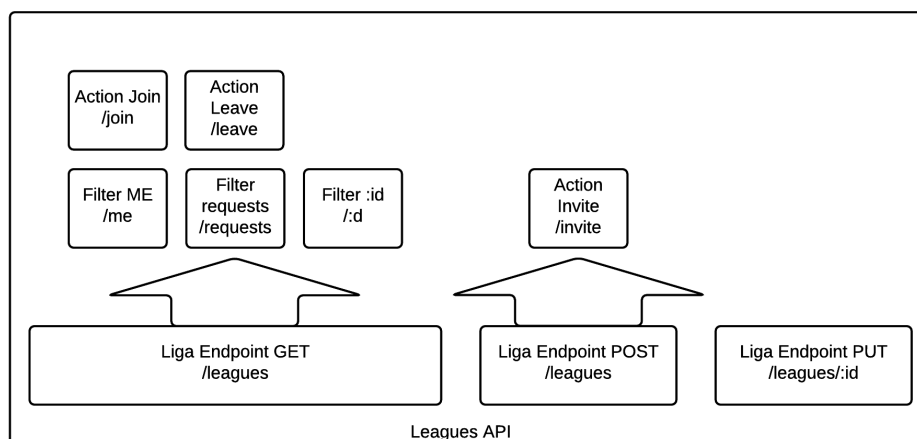 Action Join
/join
Action
Leave
/leave
Filter ME
/me
Filter
requests
/requests
Filter :id
/:d
Action
Invite
/invite
Liga Endpoint GET
/leagues
Liga Endpoint POST
/leagues
Liga Endpoint PUT
/leagues/:id
Leagues API